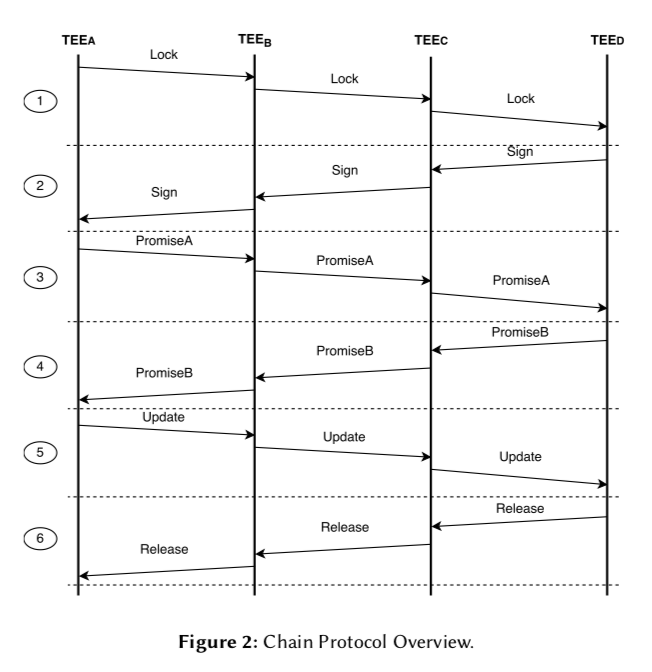 TEEA TEEB TEEC TEED
Lock
Lock
1
Lock
Sign
Sign
2
Sign
PromiseA
PromiseA
3
PromiseA
PromiseB
PromiseB
4
PromiseB
Update
Update
5
Update
Release
Release
6
Release
Figure 2: Chain Protocol Overview.